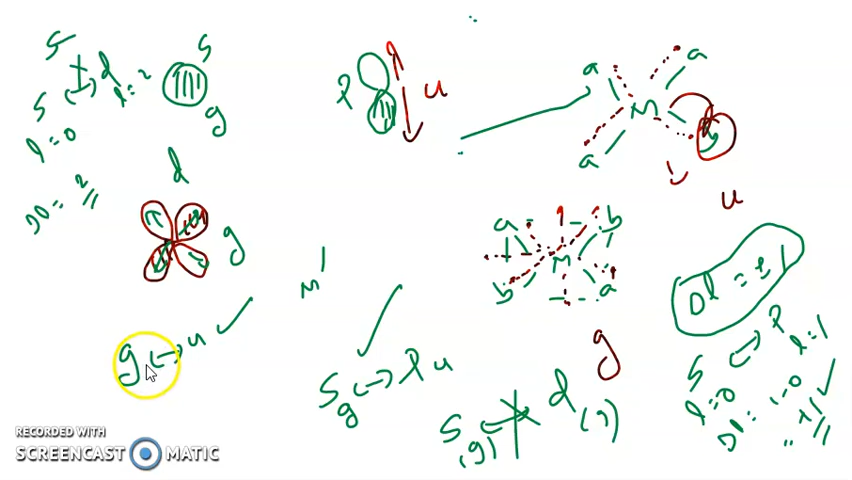 S
S ↔ d l=2
l=0
Δl = 2
S
g
d
g
g ↔ u ✓
P
u
M
a
a
a
b
i
u
a
b
M
b
a
g
M'
S g ↔ P u
S (g) ↔ d (g)
Δl = ±1
S ↔ P
l=0 l=1
Δl = 1-0
= +1 ✓
RECORDED WITH
SCREENCAST MATIC